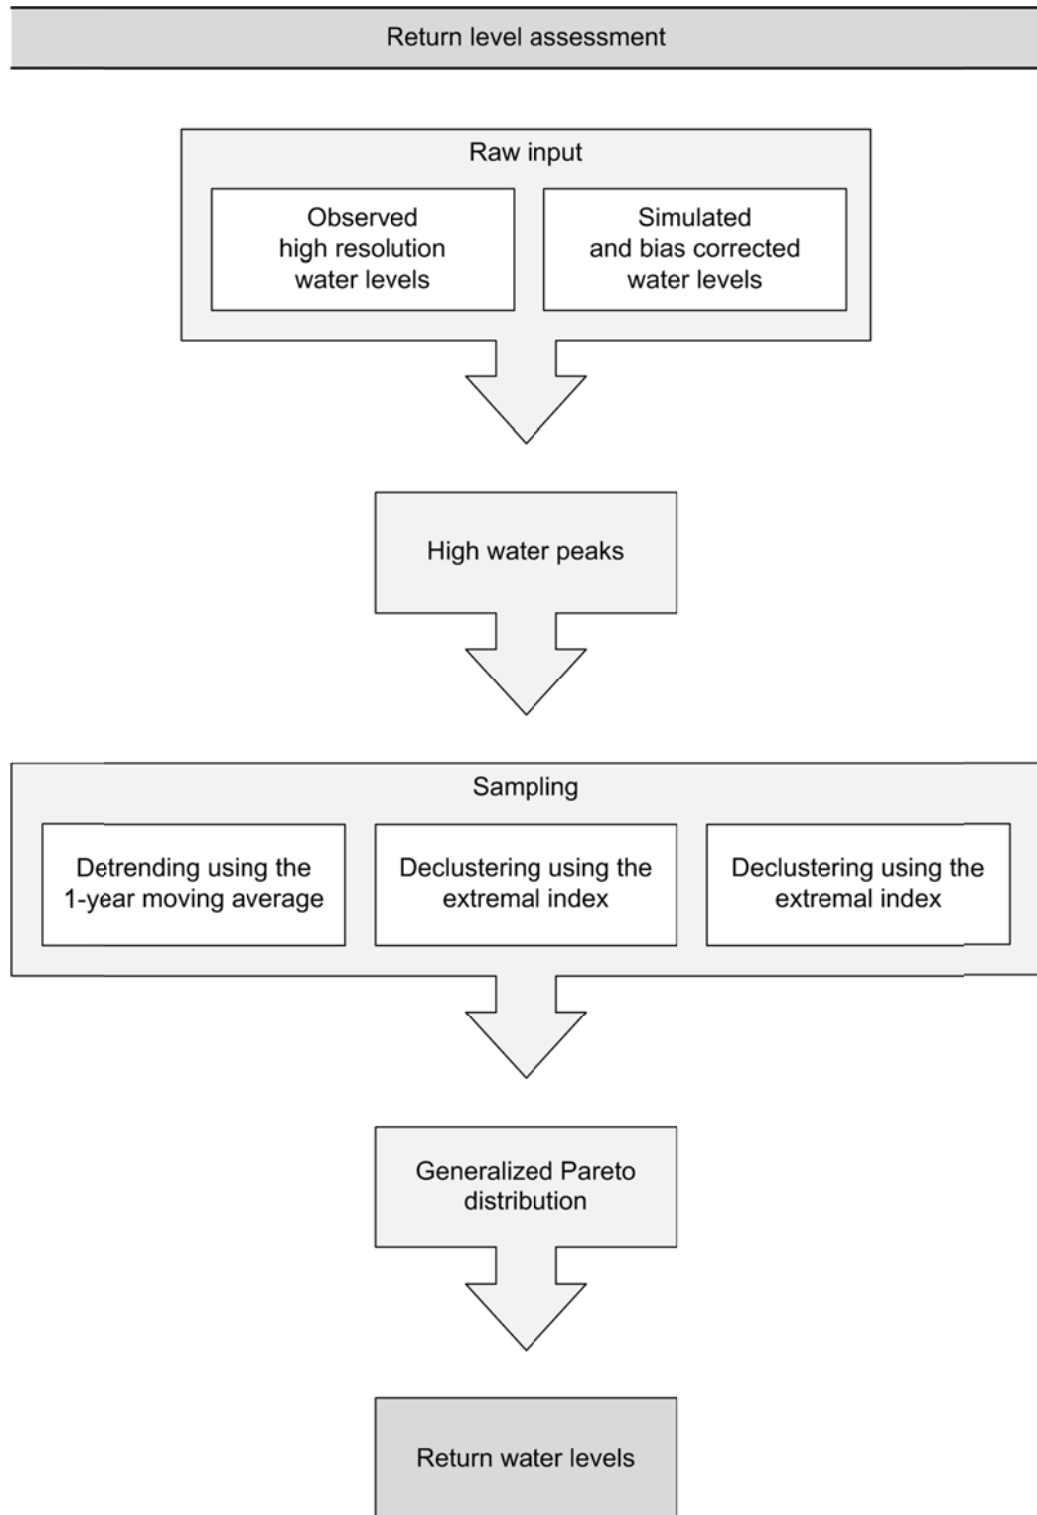 Return level assessment
Raw input
Observed
high resolution
water levels
Simulated
and bias corrected
water levels
High water peaks
Sampling
Detrending using the
1-year moving average
Declustering using the
extremal index
Declustering using the
extremal index
Generalized Pareto
distribution
Return water levels